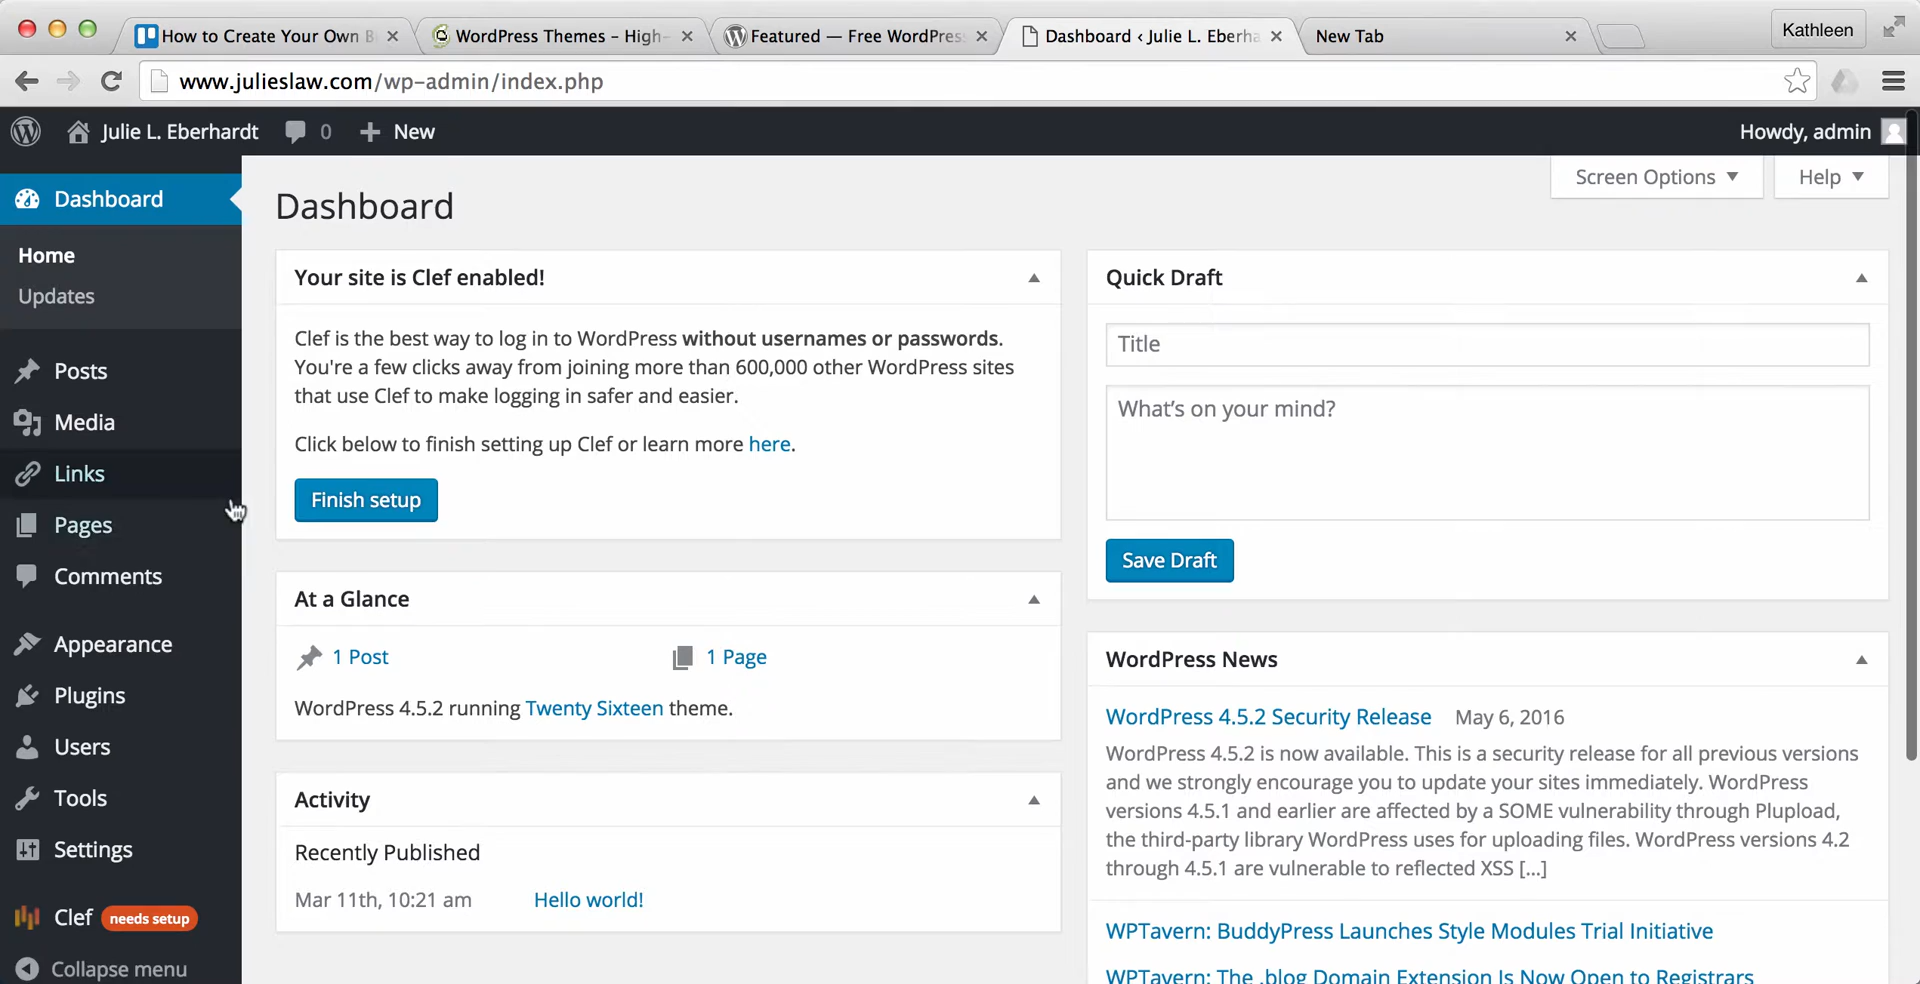 How to Create Your Own B
WordPress Themes – High-
Featured — Free WordPress
Dashboard ‹ Julie L. Eberha
New Tab
Kathleen
www.julieslaw.com/wp-admin/index.php
Julie L. Eberhardt
0
New
Howdy, admin
Dashboard
Home
Updates
Posts
Media
Links
Pages
Comments
Appearance
Plugins
Users
Tools
Settings
Clef needs setup
Collapse menu
Screen Options
Help
Dashboard
Your site is Clef enabled!
Clef is the best way to log in to WordPress without usernames or passwords.
You're a few clicks away from joining more than 600,000 other WordPress sites
that use Clef to make logging in safer and easier.
Click below to finish setting up Clef or learn more here.
Finish setup
At a Glance
1 Post
1 Page
WordPress 4.5.2 running Twenty Sixteen theme.
Activity
Recently Published
Mar 11th, 10:21 am
Hello world!
Quick Draft
Title
What's on your mind?
Save Draft
WordPress News
WordPress 4.5.2 Security Release May 6, 2016
WordPress 4.5.2 is now available. This is a security release for all previous versions
and we strongly encourage you to update your sites immediately. WordPress
versions 4.5.1 and earlier are affected by a SOME vulnerability through Plupload,
the third-party library WordPress uses for uploading files. WordPress versions 4.2
through 4.5.1 are vulnerable to reflected XSS [...]
WPTavern: BuddyPress Launches Style Modules Trial Initiative
WPTavern: The .blog Domain Extension Is Now Open to Registrars